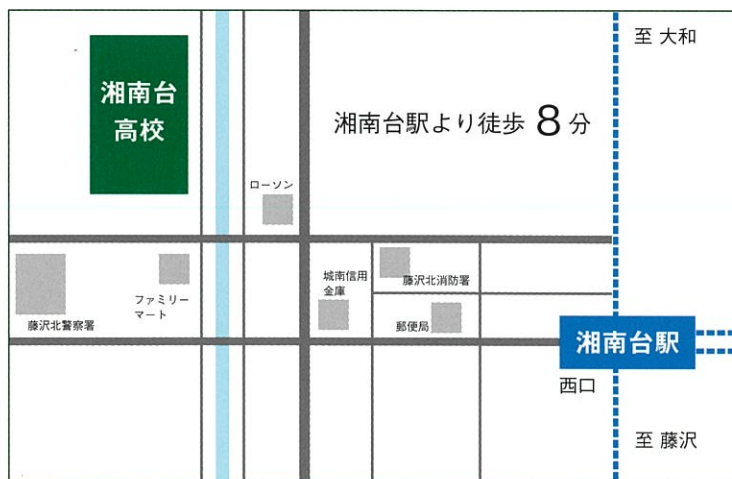 至 大和
湘南台
高校
湘南台駅より徒歩 8 分
ローソン
城南信用
金庫
藤沢北消防署
ファミリー
マート
藤沢北警察署
郵便局
湘南台駅
西口
至 藤沢